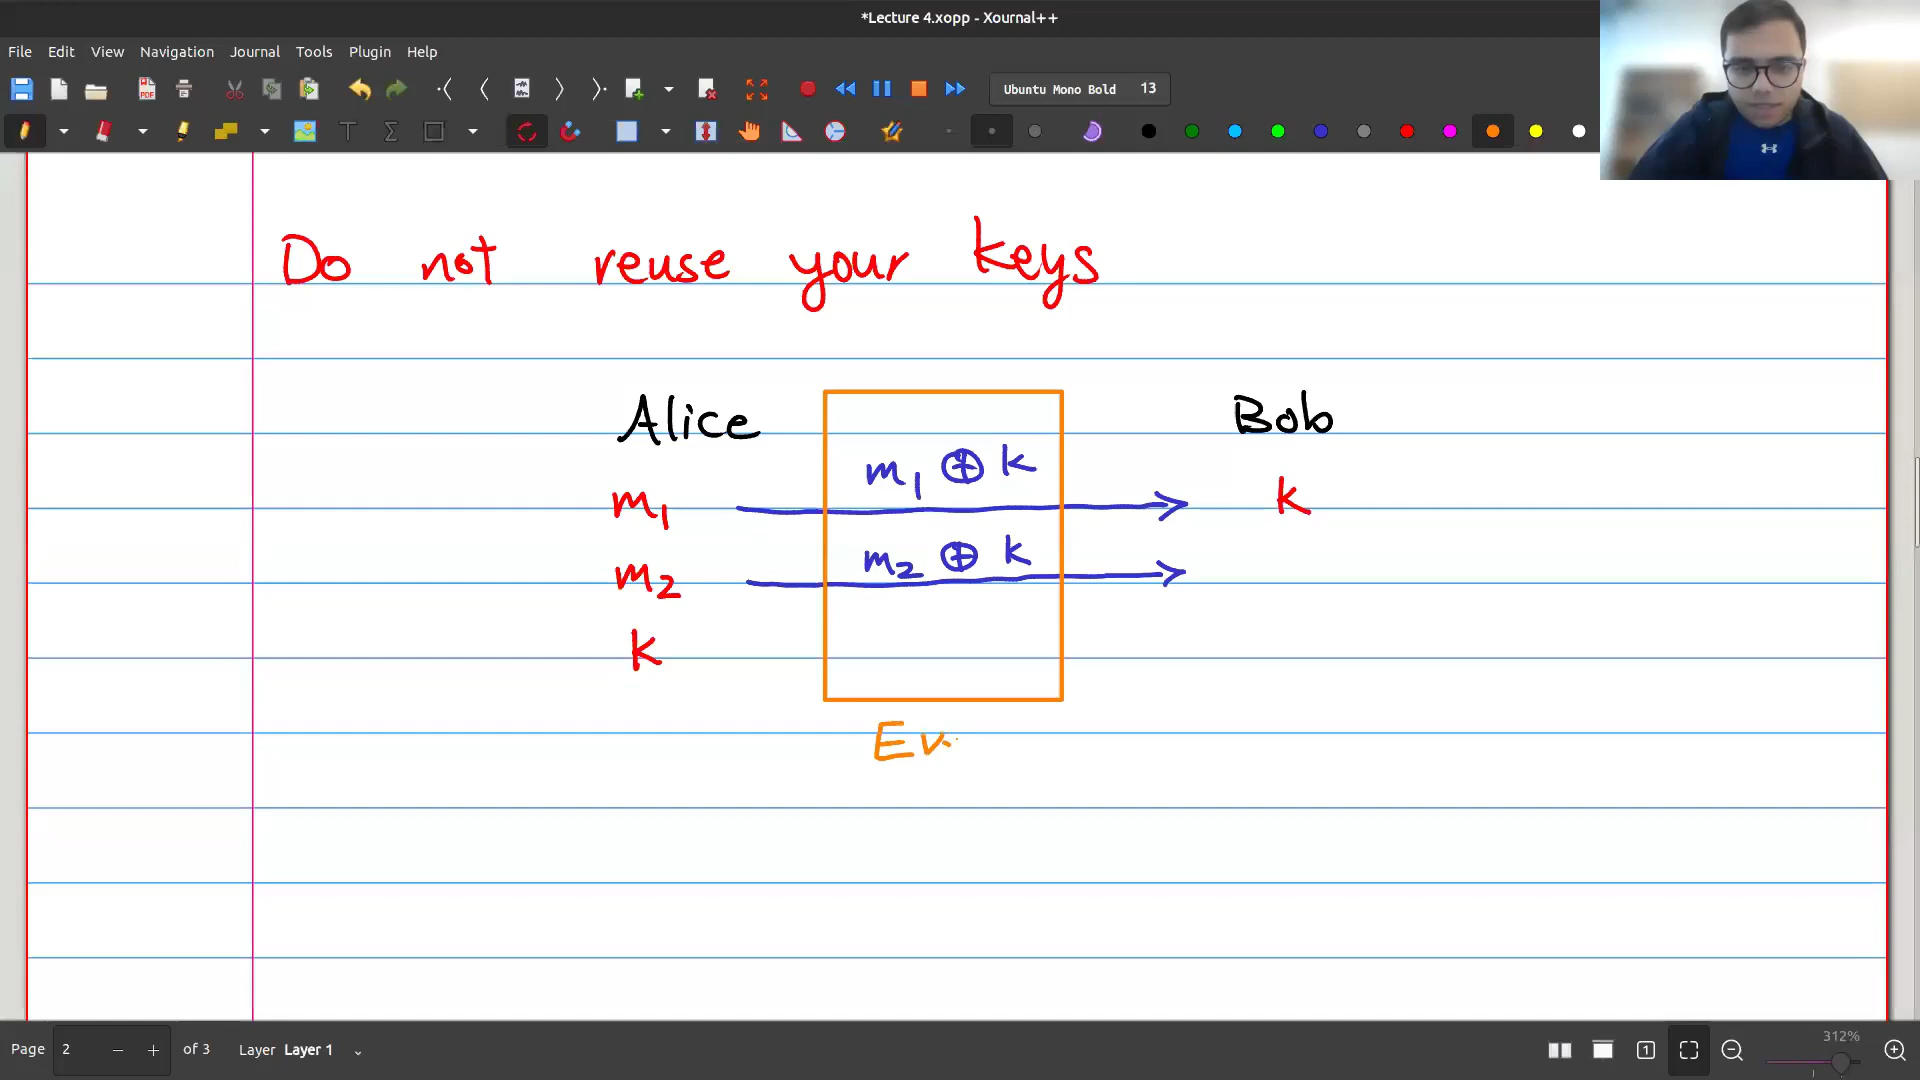 *Lecture 4.xopp - Xournal++
File Edit View Navigation Journal Tools Plugin Help
Ubuntu Mono Bold 13
Do not reuse your keys
Alice Bob
m₁ ⊕ k
m₁ k
m₂ ⊕ k
m₂
k
Ev
Page 2 of 3 Layer Layer 1 312%